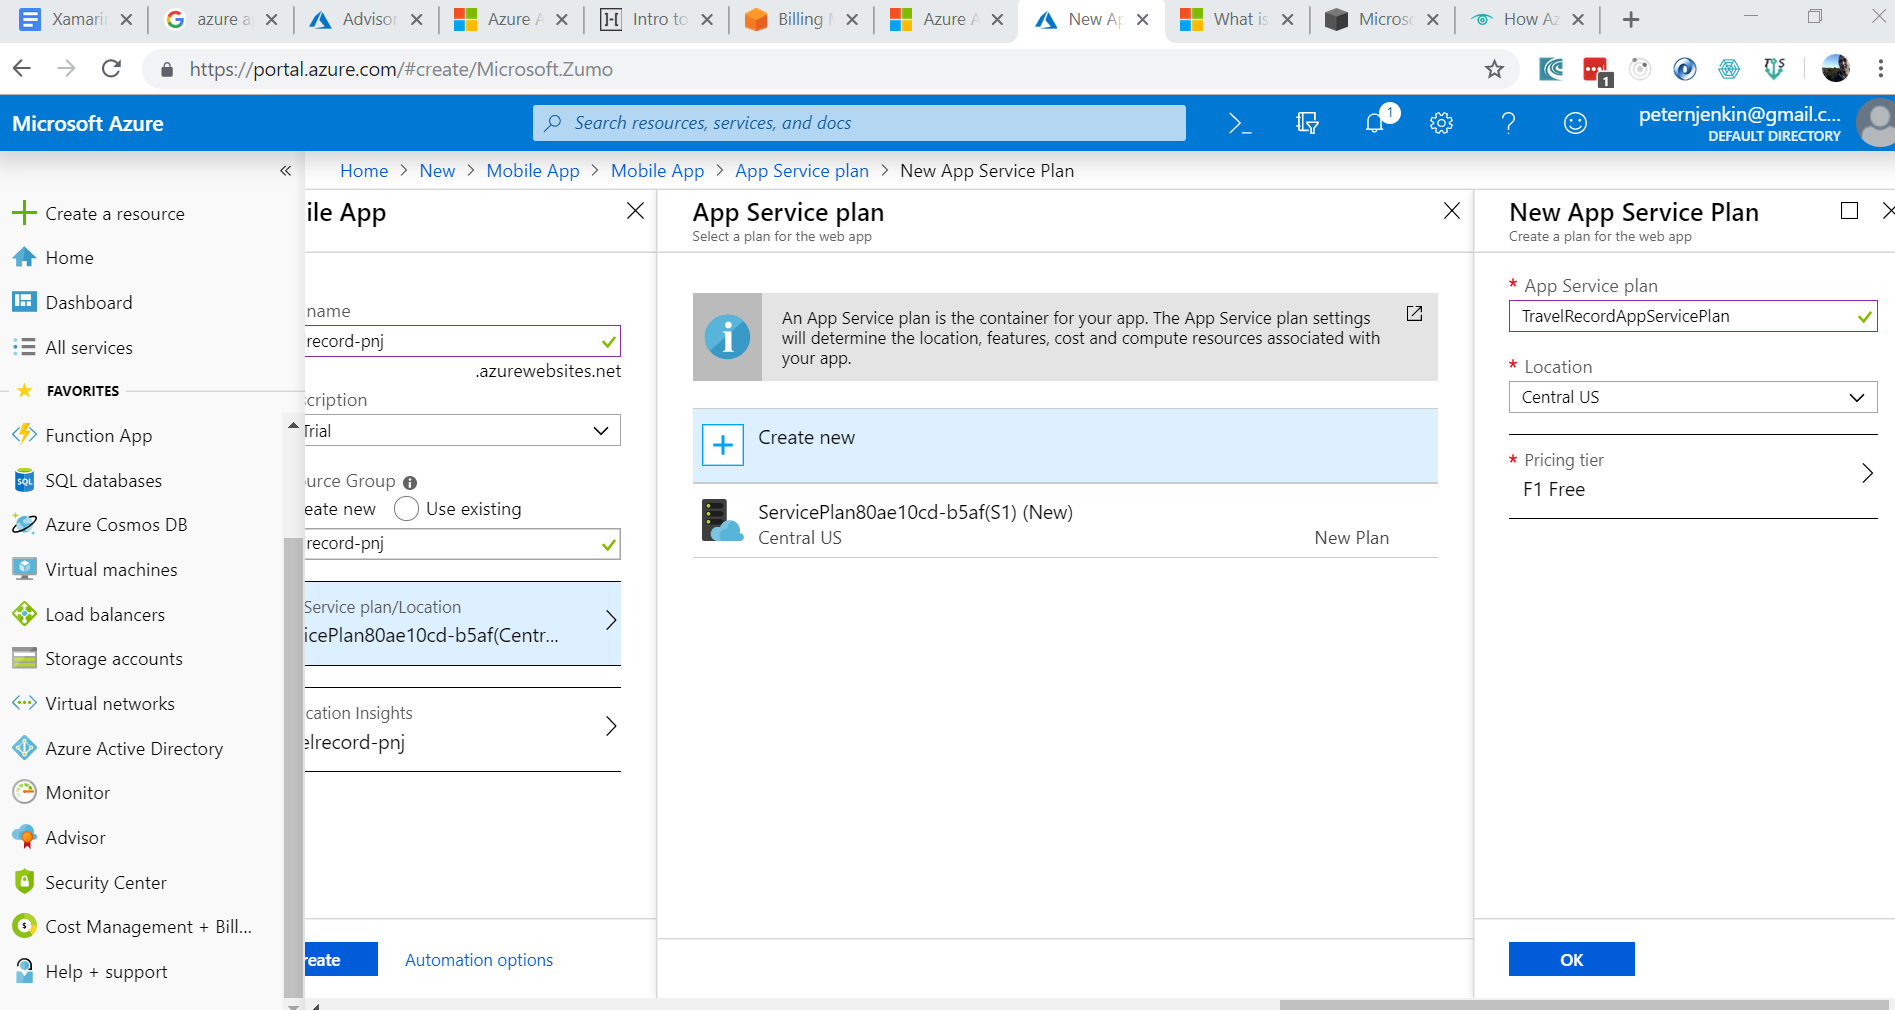 Xamari
azure a
Advisor
Azure A
Intro to
Billing
Azure A
New Ap
What is
Micros
How Az
https://portal.azure.com/#create/Microsoft.Zumo
1
Microsoft Azure
Search resources, services, and docs
1
peternjenkin@gmail.c...
DEFAULT DIRECTORY
Home > New > Mobile App > Mobile App > App Service plan > New App Service Plan
Create a resource
Home
Dashboard
All services
FAVORITES
Function App
SQL databases
Azure Cosmos DB
Virtual machines
Load balancers
Storage accounts
Virtual networks
Azure Active Directory
Monitor
Advisor
Security Center
Cost Management + Bill...
Help + support
ile App
name
record-pnj
.azurewebsites.net
cription
Trial
urce Group
eate new
Use existing
record-pnj
Service plan/Location
icePlan80ae10cd-b5af(Centr...
cation Insights
elrecord-pnj
reate
Automation options
App Service plan
Select a plan for the web app
An App Service plan is the container for your app. The App Service plan settings
will determine the location, features, cost and compute resources associated with
your app.
Create new
ServicePlan80ae10cd-b5af(S1) (New)
Central US
New Plan
New App Service Plan
Create a plan for the web app
* App Service plan
TravelRecordAppServicePlan
* Location
Central US
* Pricing tier
F1 Free
OK